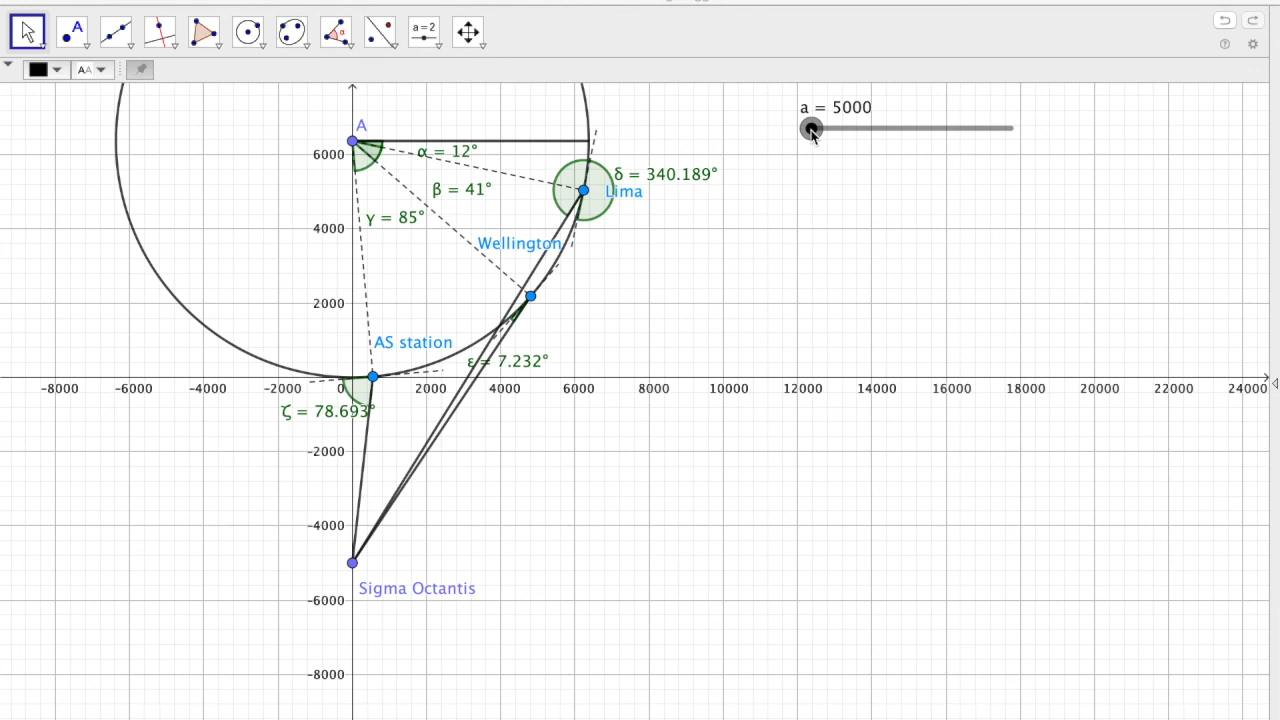 A
a=2
AA
a = 5000
A
6000
α = 12°
δ = 340.189°
β = 41°
Lima
γ = 85°
4000
Wellington
2000
AS station
ε = 7.232°
-8000 -6000 -4000 -2000 0 2000 4000 6000 8000 10000 12000 14000 16000 18000 20000 22000 24000
ζ = 78.693°
-2000
-4000
Sigma Octantis
-6000
-8000